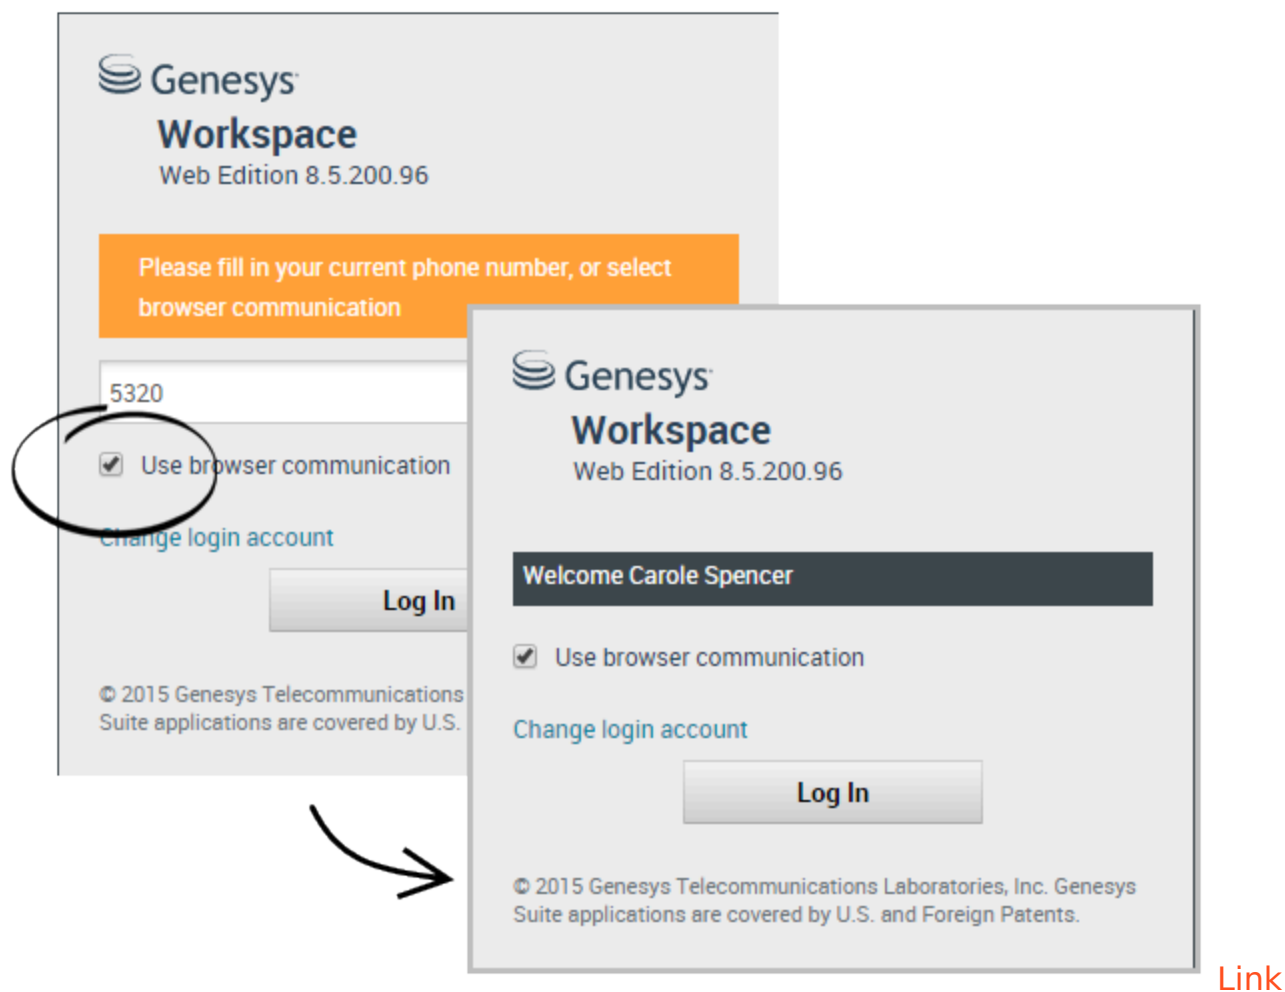 Genesys
Workspace
Web Edition 8.5.200.96
Please fill in your current phone number, or select
browser communication
5320
Use browser communication
Change login account
Log In
© 2015 Genesys Telecommunications
Suite applications are covered by U.S.
Genesys
Workspace
Web Edition 8.5.200.96
Welcome Carole Spencer
Use browser communication
Change login account
Log In
© 2015 Genesys Telecommunications Laboratories, Inc. Genesys
Suite applications are covered by U.S. and Foreign Patents.
Link